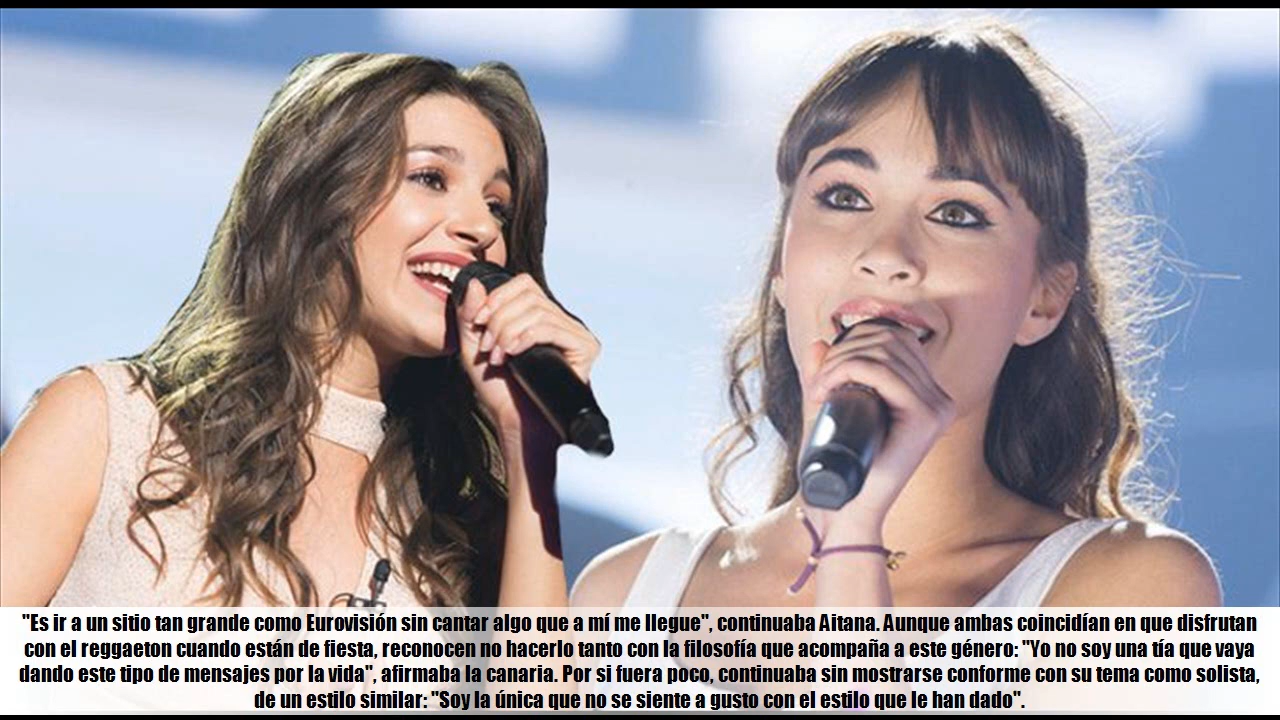 "Es ir a un sitio tan grande como Eurovisión sin cantar algo que a mí me llegue", continuaba Aitana. Aunque ambas coincidían en que disfrutan
con el reggaeton cuando están de fiesta, reconocen no hacerlo tanto con la filosofía que acompaña a este género: "Yo no soy una tía que vaya
dando este tipo de mensajes por la vida", afirmaba la canaria. Por si fuera poco, continuaba sin mostrarse conforme con su tema como solista,
de un estilo similar: "Soy la única que no se siente a gusto con el estilo que le han dado".